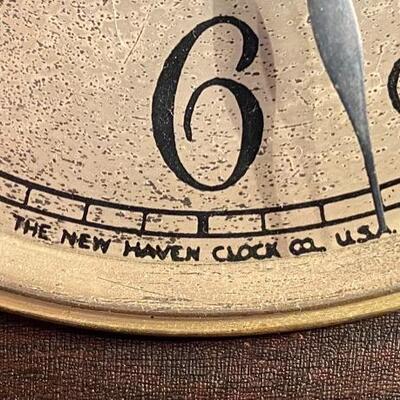 6
THE NEW HAVEN CLOCK CO. U.S.A.